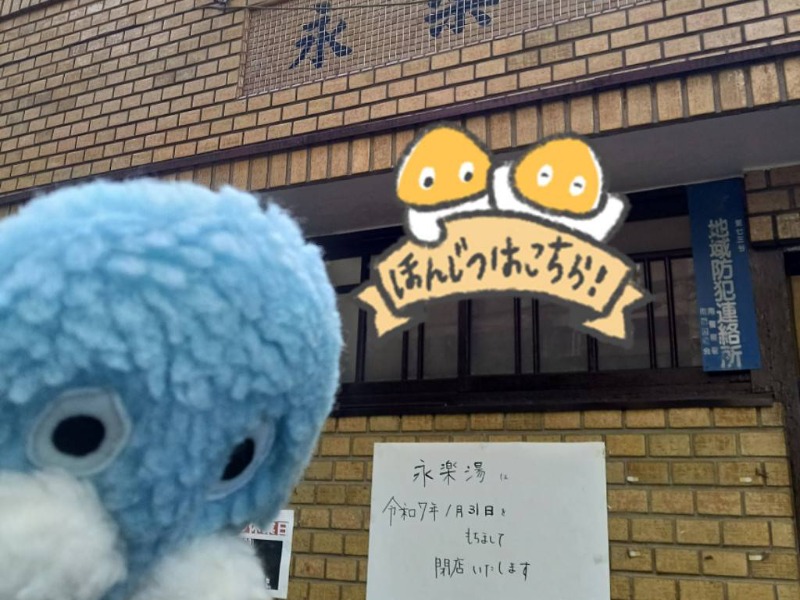 永楽
ほんじつはこちら！
地域防犯連絡所
永楽湯は
令和7年1月31日を
もちまして
閉店いたします